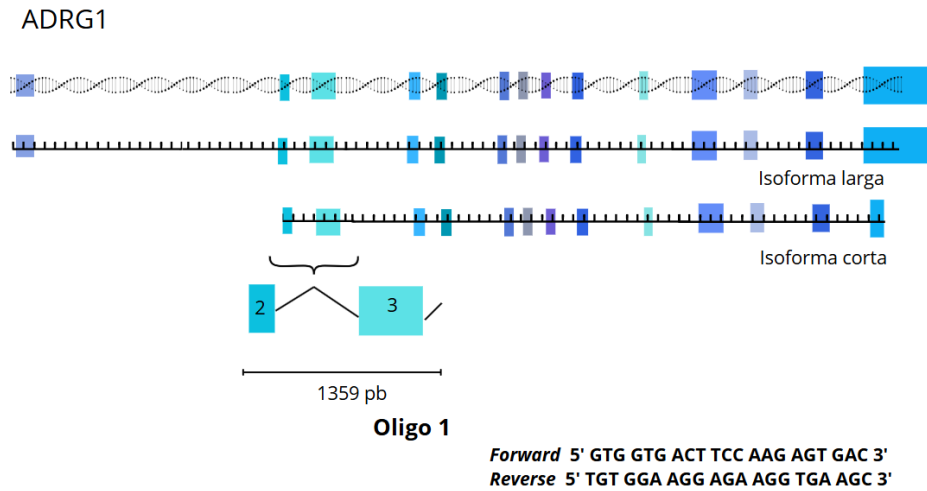 ADRG1
Isoforma larga
Isoforma corta
2
3
1359 pb
Oligo 1
Forward 5' GTG GTG ACT TCC AAG AGT GAC 3'
Reverse 5' TGT GGA AGG AGA AGG TGA AGC 3'